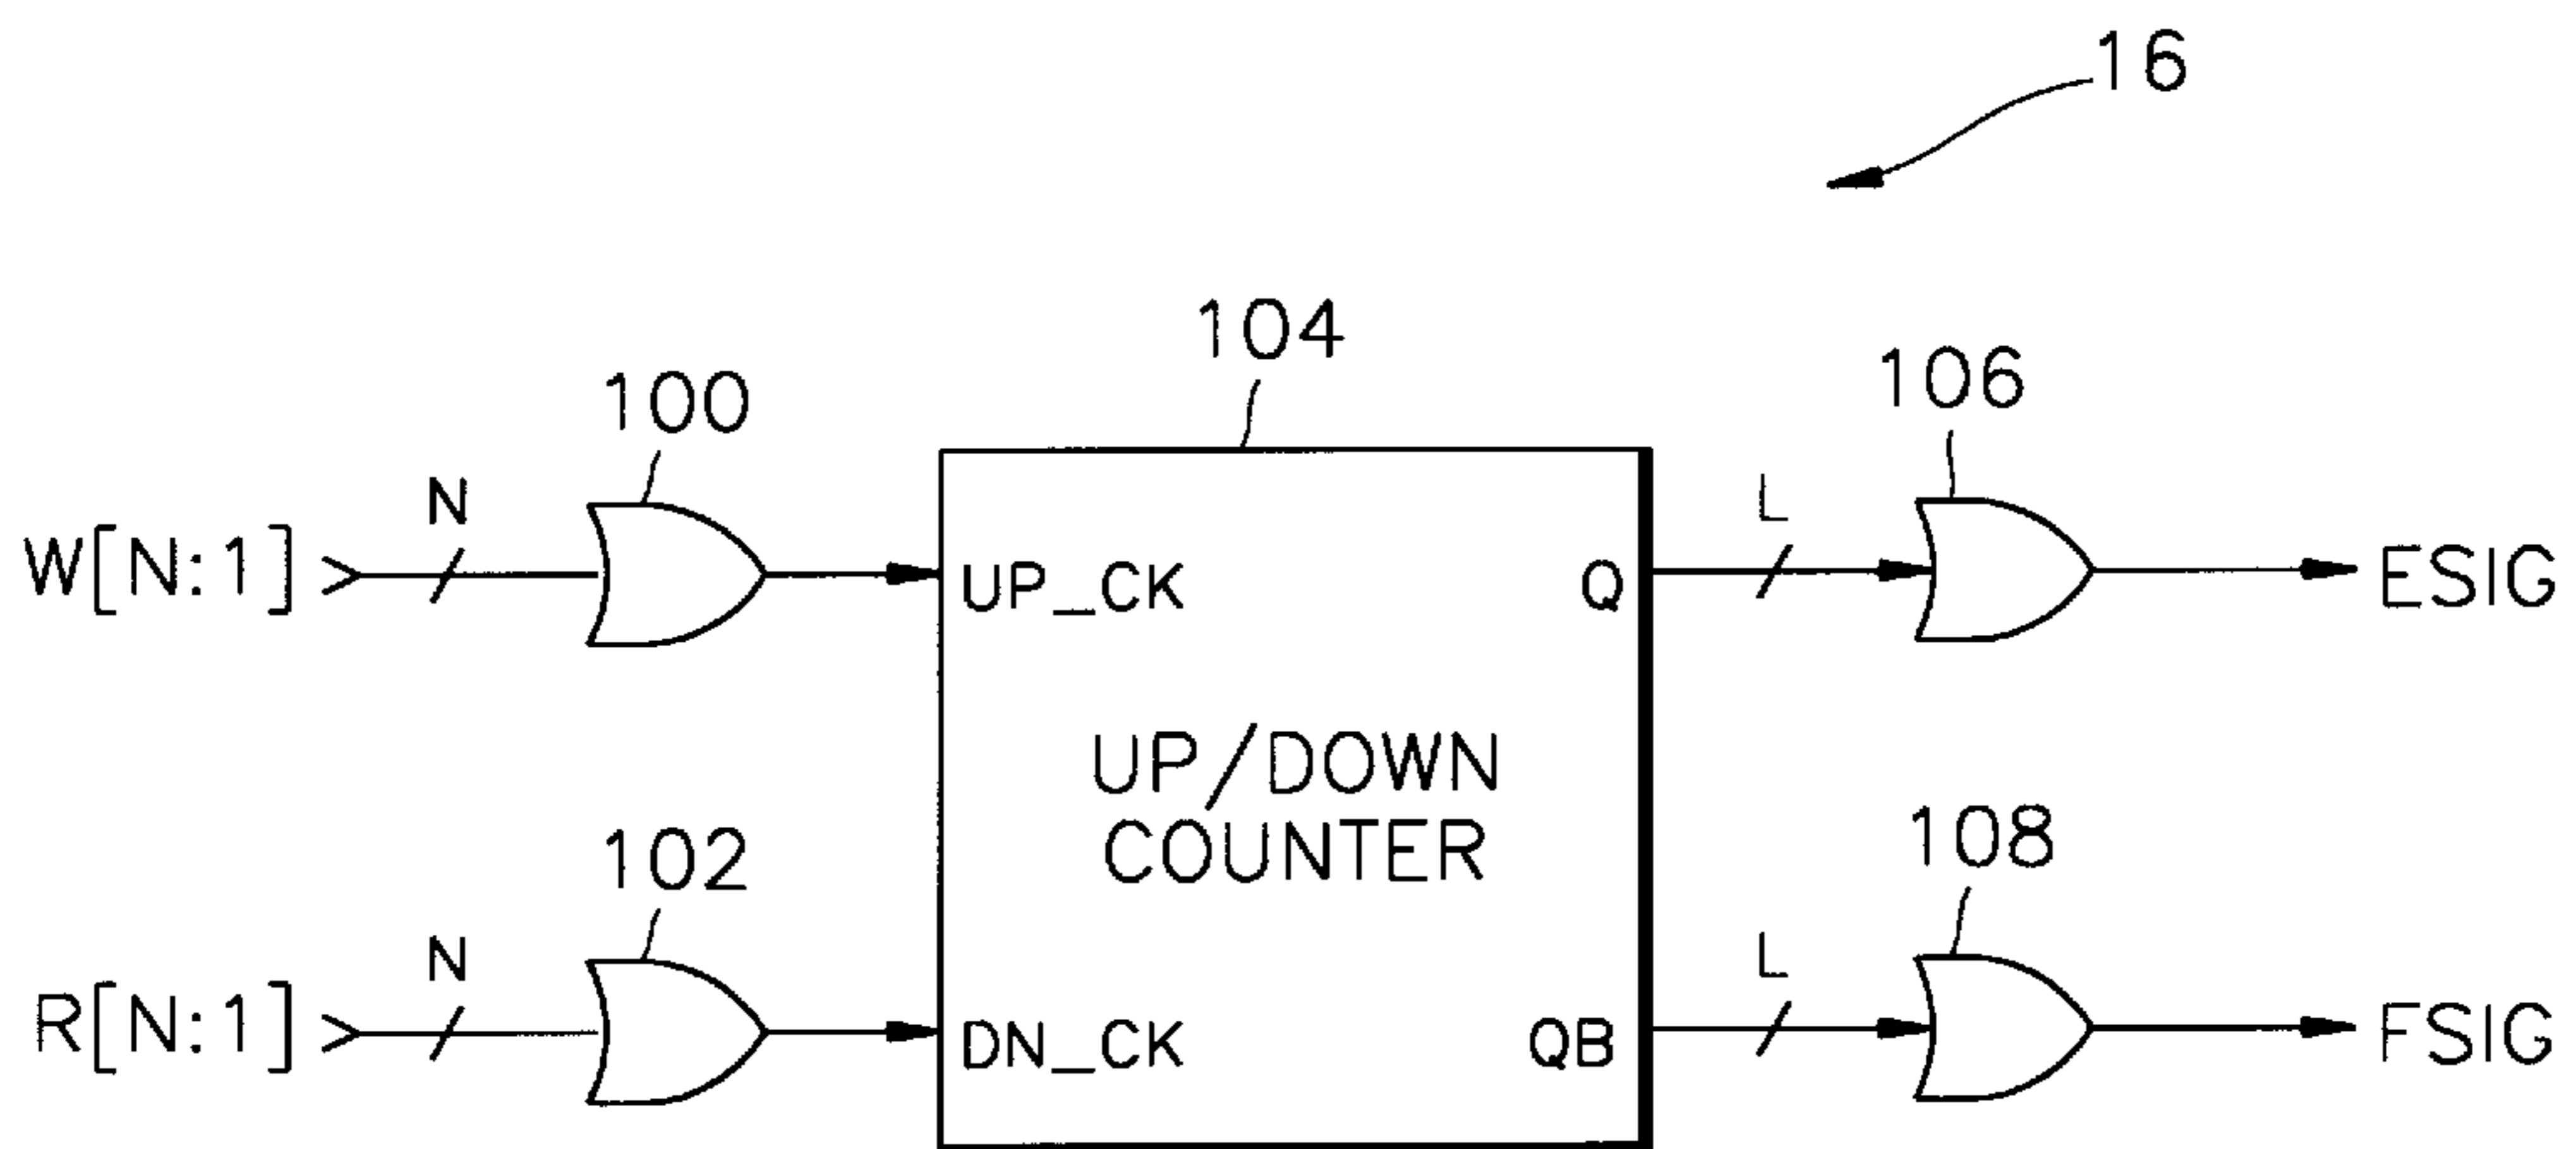 16
104
100
106
N
L
W[N:1]
UP_CK
Q
ESIG
UP/DOWN
COUNTER
102
108
N
L
R[N:1]
DN_CK
QB
FSIG